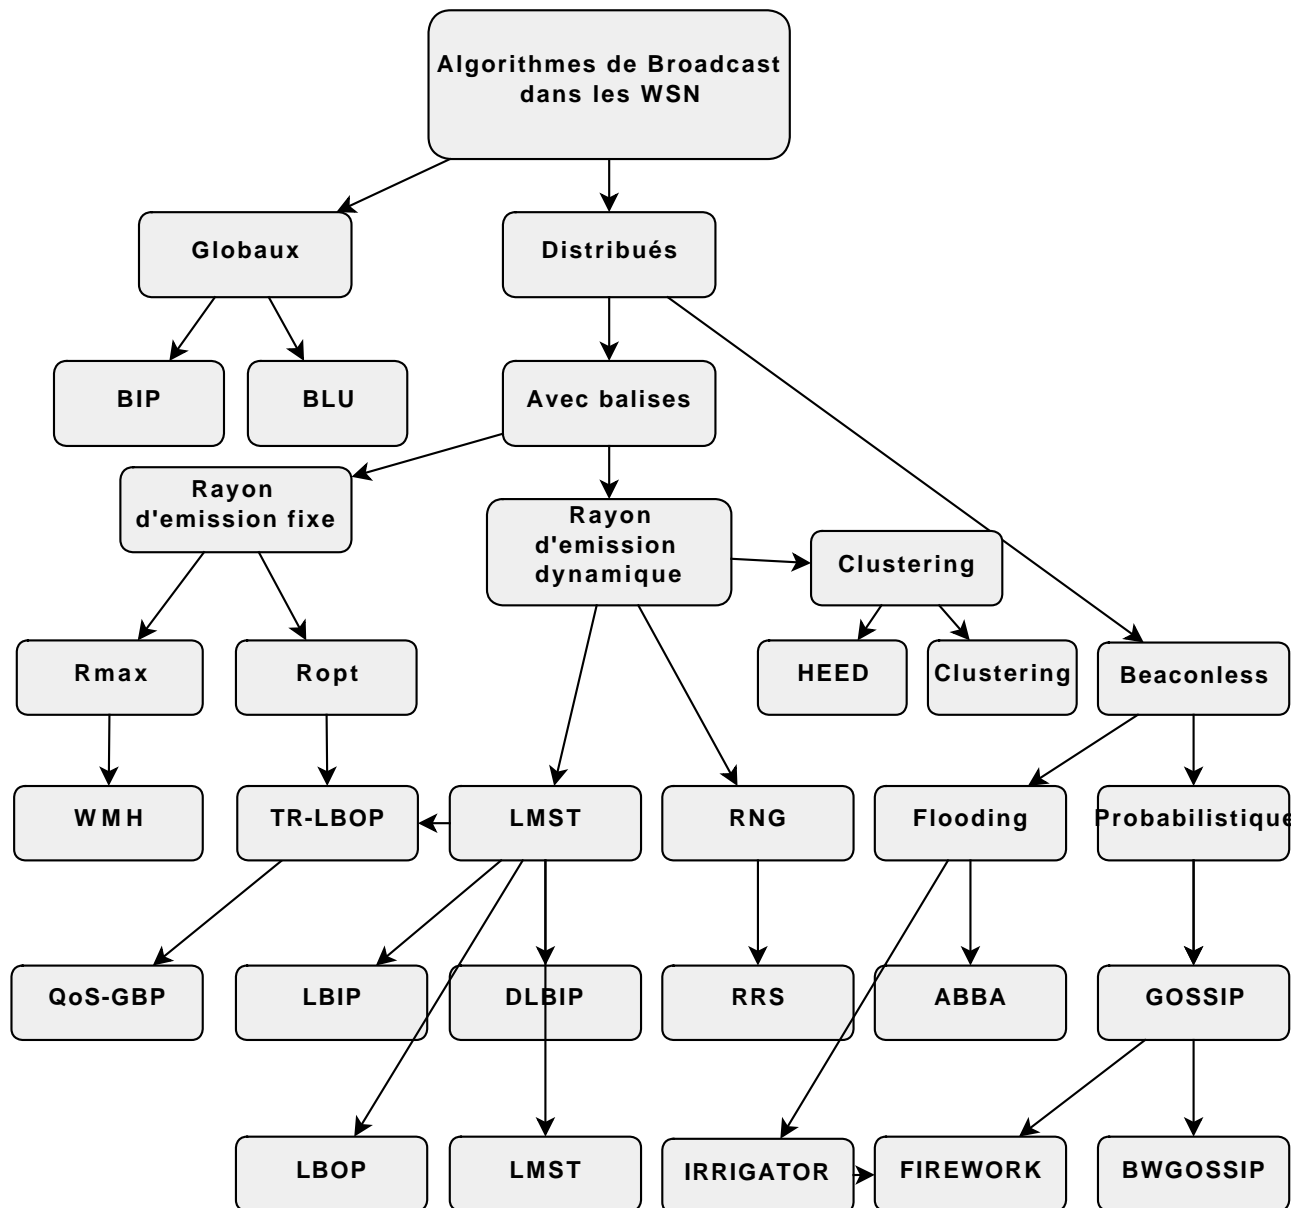 Algorithmes de Broadcast
dans les WSN
Globaux
Distribués
BIP
BLU
Avec balises
Rayon
d'emission fixe
Rayon
d'emission
dynamique
Clustering
Rmax
Ropt
HEED
Clustering
Beaconless
WMH
TR-LBOP
LMST
RNG
Flooding
Probabilistique
QoS-GBP
LBIP
DLBIP
RRS
ABBA
GOSSIP
LBOP
LMST
IRRIGATOR
FIREWORK
BWGOSSIP